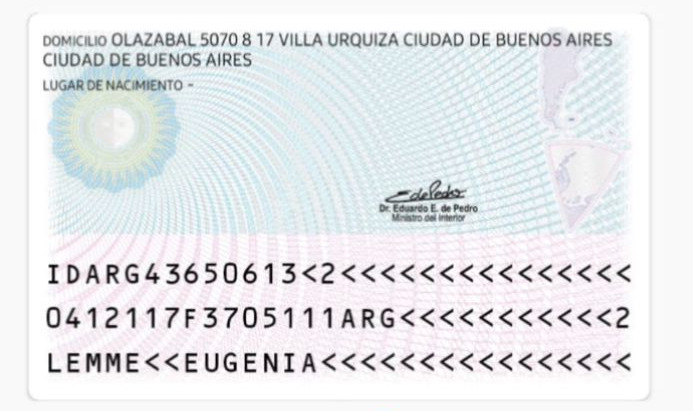 DOMICILIO OLAZABAL 5070 8 17 VILLA URQUIZA CIUDAD DE BUENOS AIRES
CIUDAD DE BUENOS AIRES
LUGAR DE NACIMIENTO -
EdePedro
Dr. Eduardo E. de Pedro
Ministro del Interior
IDARG43650613<2<<<<<<<<<<<<<<<
0412117F3705111ARG<<<<<<<<<<<2
LEMME<<EUGENIA<<<<<<<<<<<<<<<<